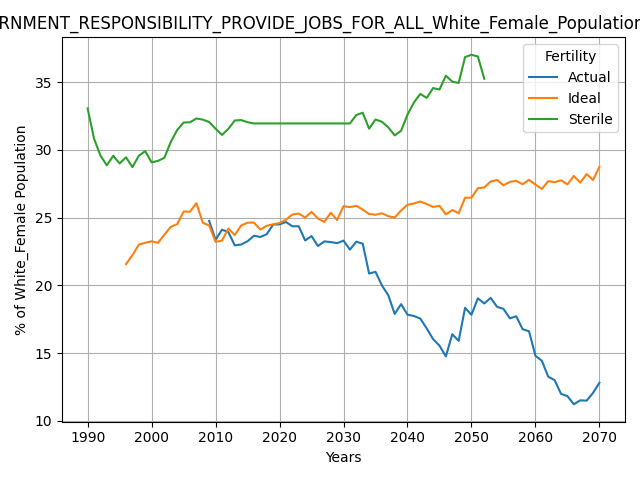 RNMENT_RESPONSIBILITY_PROVIDE_JOBS_FOR_ALL_White_Female_Population
Fertility
Actual
Ideal
Sterile
% of White_Female Population
35
30
25
20
15
10
1990 2000 2010 2020 2030 2040 2050 2060 2070
Years